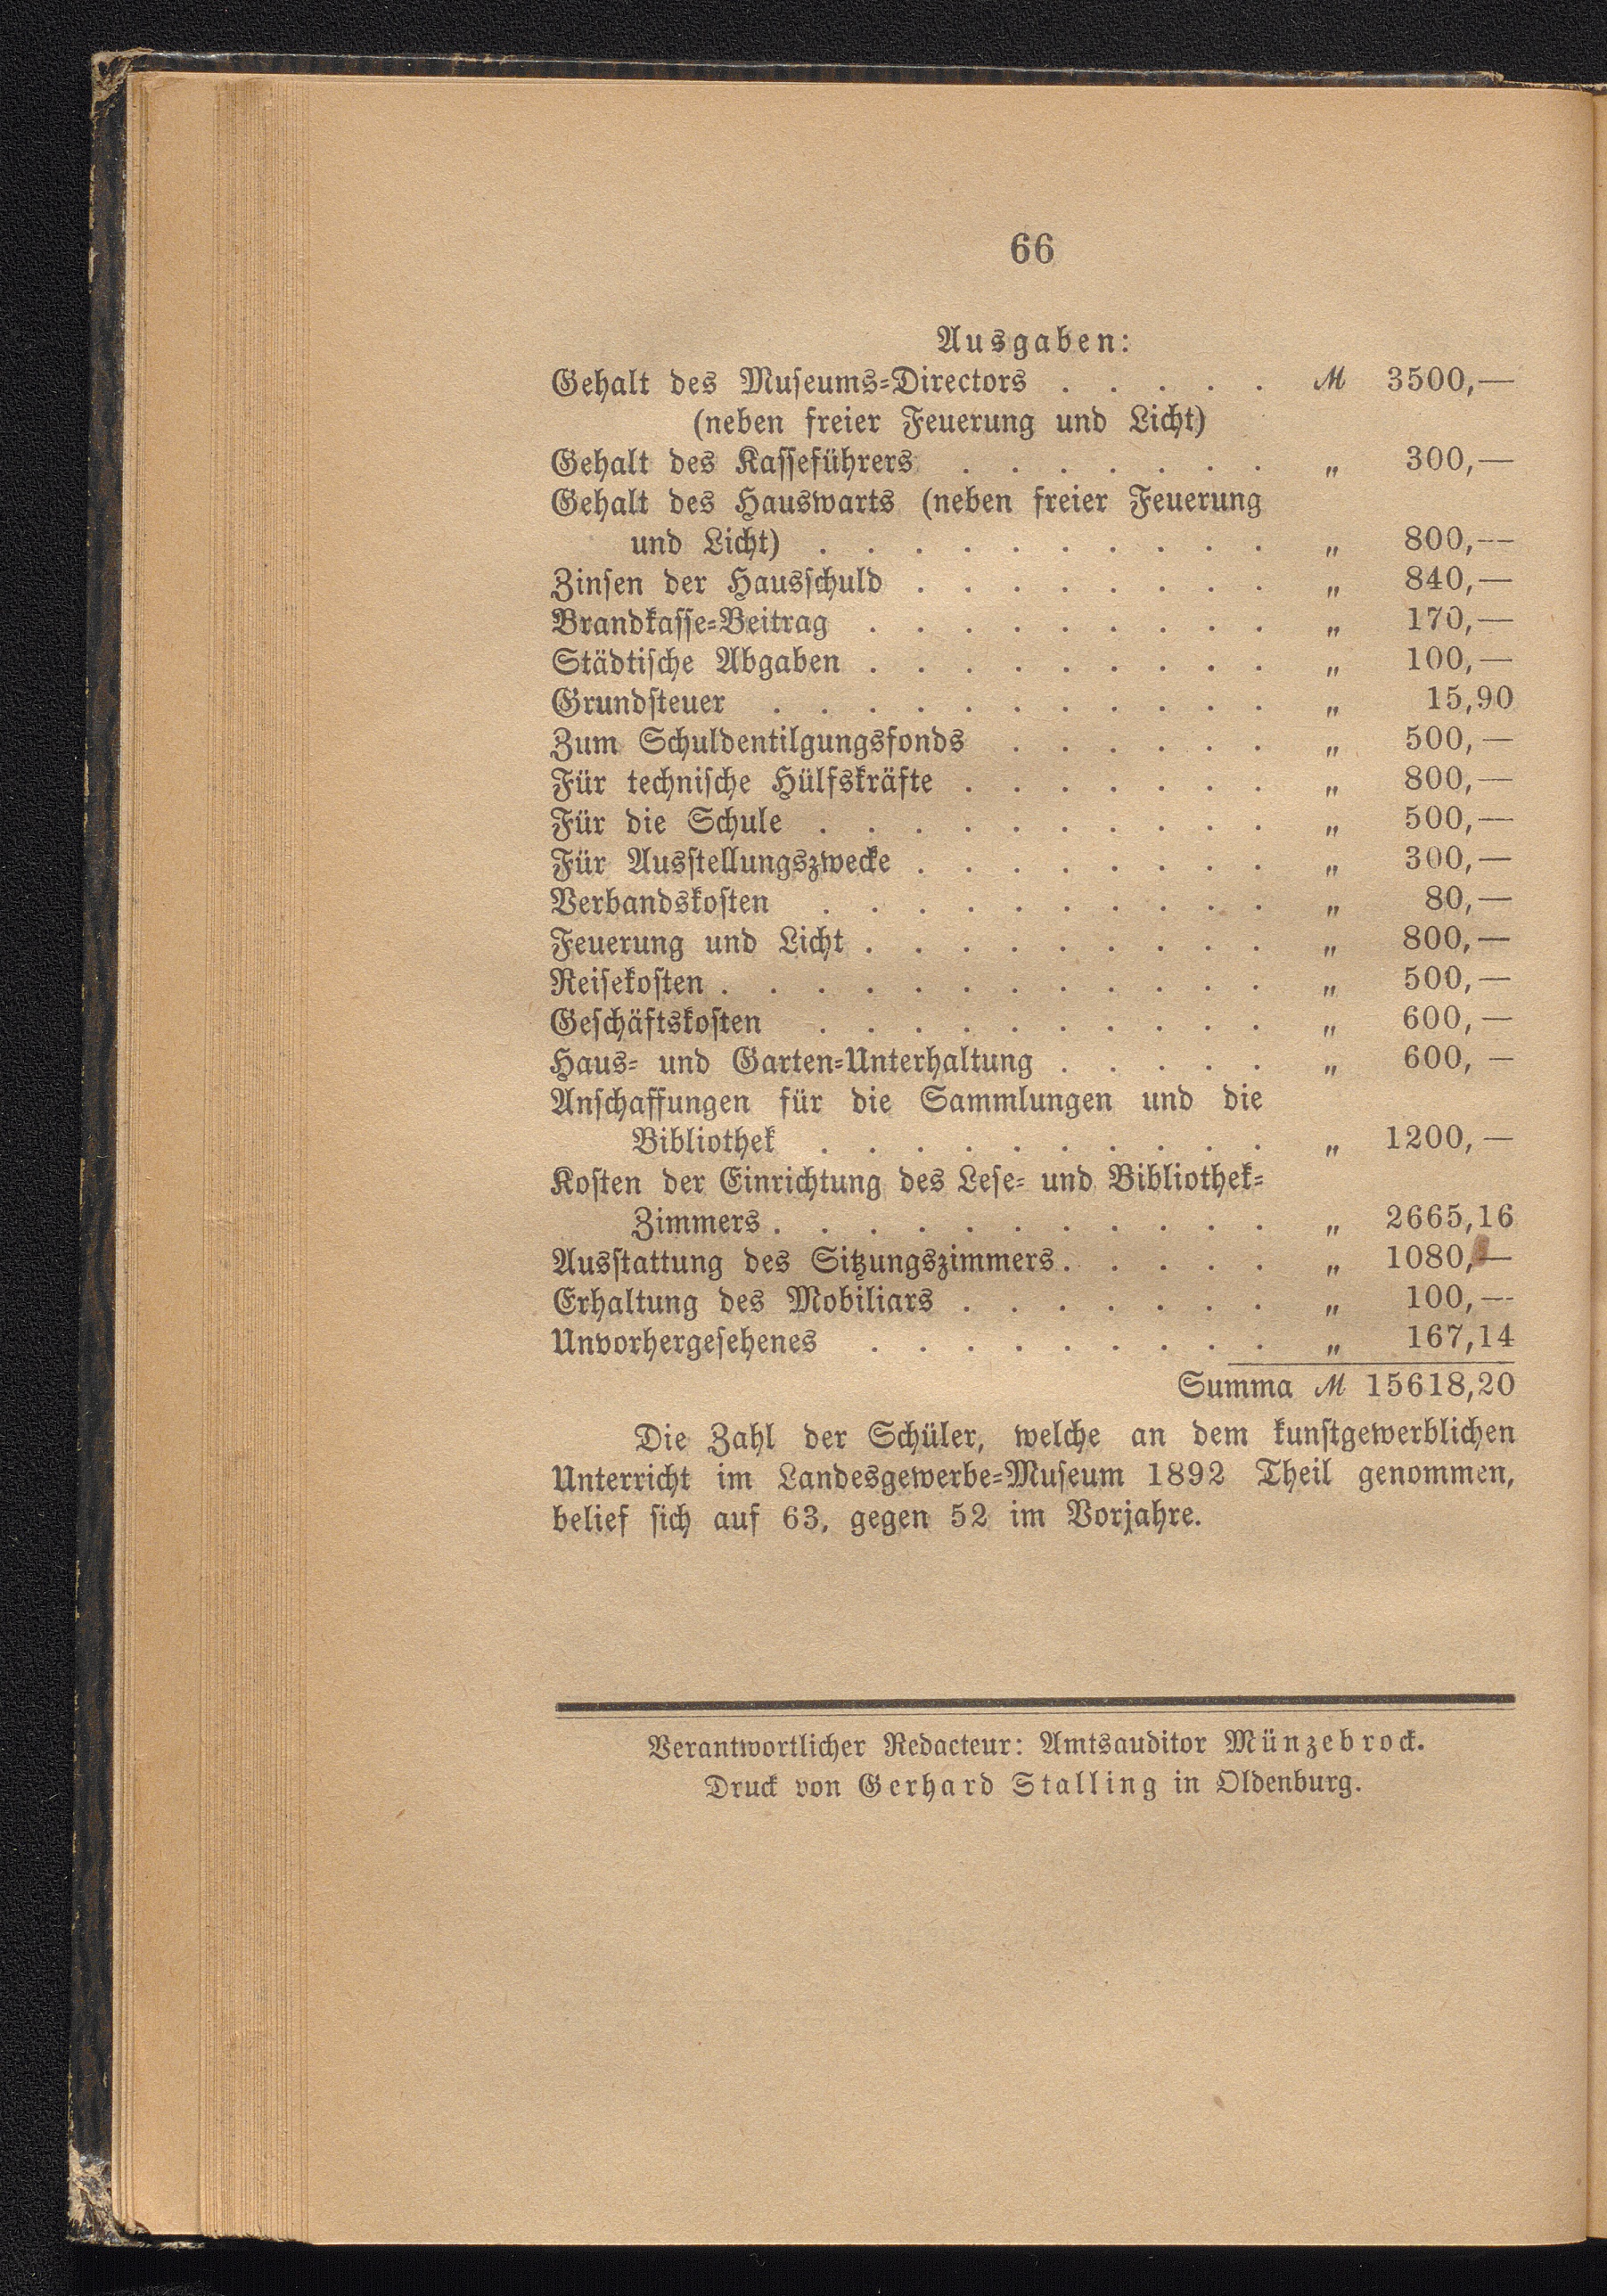 66
Ausgaben:
Gehalt des Museums-Directors . . . . . ℳ 3500,—
(neben freier Feuerung und Licht)
Gehalt des Kasseführers . . . . . . . „ 300,—
Gehalt des Hauswarts (neben freier Feuerung
und Licht) . . . . . . . . . . „ 800,—
Zinsen der Hausschuld . . . . . . . . „ 840,—
Brandkasse-Beitrag . . . . . . . . . „ 170,—
Städtische Abgaben . . . . . . . . . „ 100,—
Grundsteuer . . . . . . . . . . . „ 15,90
Zum Schuldentilgungsfonds . . . . . . „ 500,—
Für technische Hülfskräfte . . . . . . . „ 800,—
Für die Schule . . . . . . . . . . „ 500,—
Für Ausstellungszwecke . . . . . . . . „ 300,—
Verbandskosten . . . . . . . . . . „ 80,—
Feuerung und Licht . . . . . . . . . „ 800,—
Reisekosten . . . . . . . . . . . . „ 500,—
Geschäftskosten . . . . . . . . . . „ 600,—
Haus- und Garten-Unterhaltung . . . . . „ 600,—
Anschaffungen für die Sammlungen und die
Bibliothek . . . . . . . . . . „ 1200,—
Kosten der Einrichtung des Lese- und Bibliothek-
Zimmers . . . . . . . . . . . „ 2665,16
Ausstattung des Sitzungszimmers . . . . . „ 1080,—
Erhaltung des Mobiliars . . . . . . . „ 100,—
Unvorhergesehenes . . . . . . . . . „ 167,14
Summa ℳ 15618,20
Die Zahl der Schüler, welche an dem kunstgewerblichen
Unterricht im Landesgewerbe-Museum 1892 Theil genommen,
belief sich auf 63, gegen 52 im Vorjahre.
Verantwortlicher Redacteur: Amtsauditor Münzebrock.
Druck von Gerhard Stalling in Oldenburg.